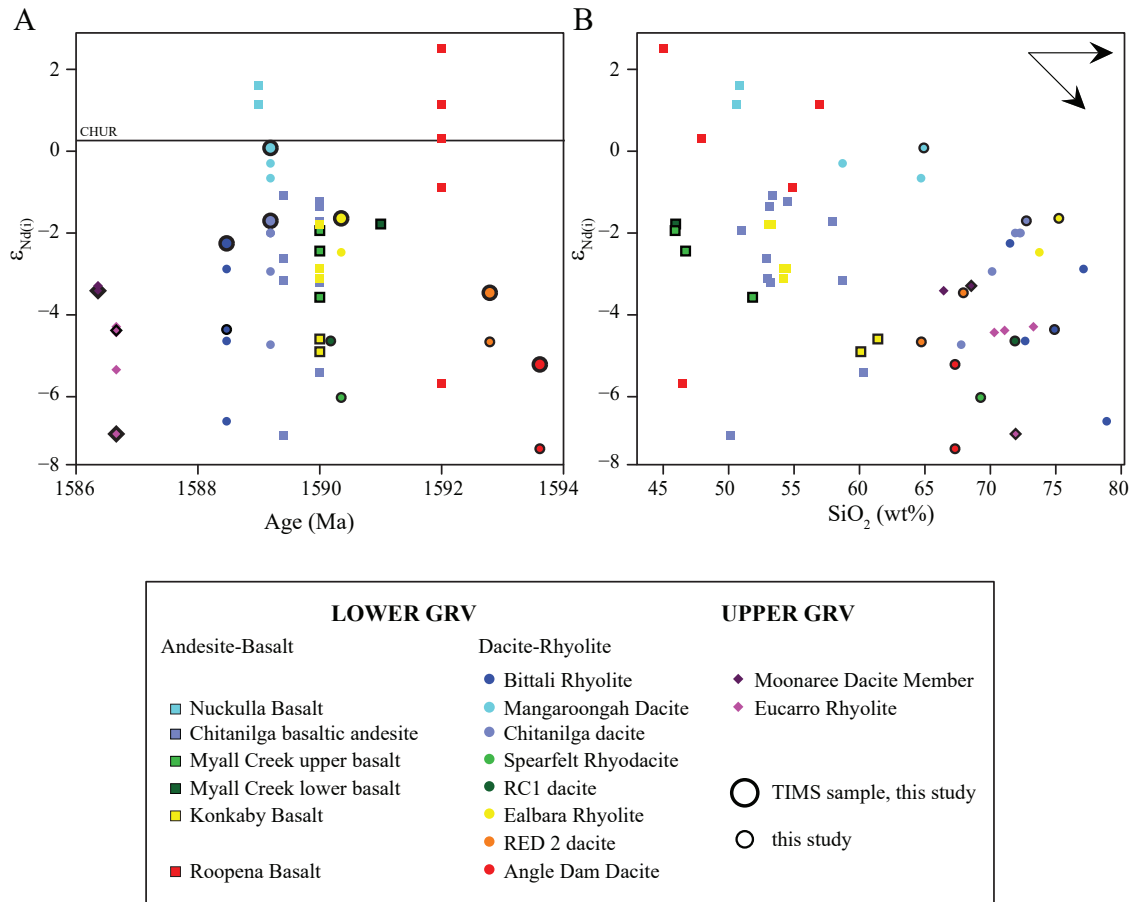 A
B
2
0
−2
−4
−6
−8
εNd(i)
CHUR
1586
1588
1590
1592
1594
Age (Ma)
2
0
−2
−4
−6
−8
εNd(i)
45
50
55
60
65
70
75
80
SiO2 (wt%)
LOWER GRV
UPPER GRV
Andesite-Basalt
Dacite-Rhyolite
Nuckulla Basalt
Chitanilga basaltic andesite
Myall Creek upper basalt
Myall Creek lower basalt
Konkaby Basalt
Roopena Basalt
Bittali Rhyolite
Mangaroongah Dacite
Chitanilga dacite
Spearfelt Rhyodacite
RC1 dacite
Ealbara Rhyolite
RED 2 dacite
Angle Dam Dacite
Moonaree Dacite Member
Eucarro Rhyolite
TIMS sample, this study
this study